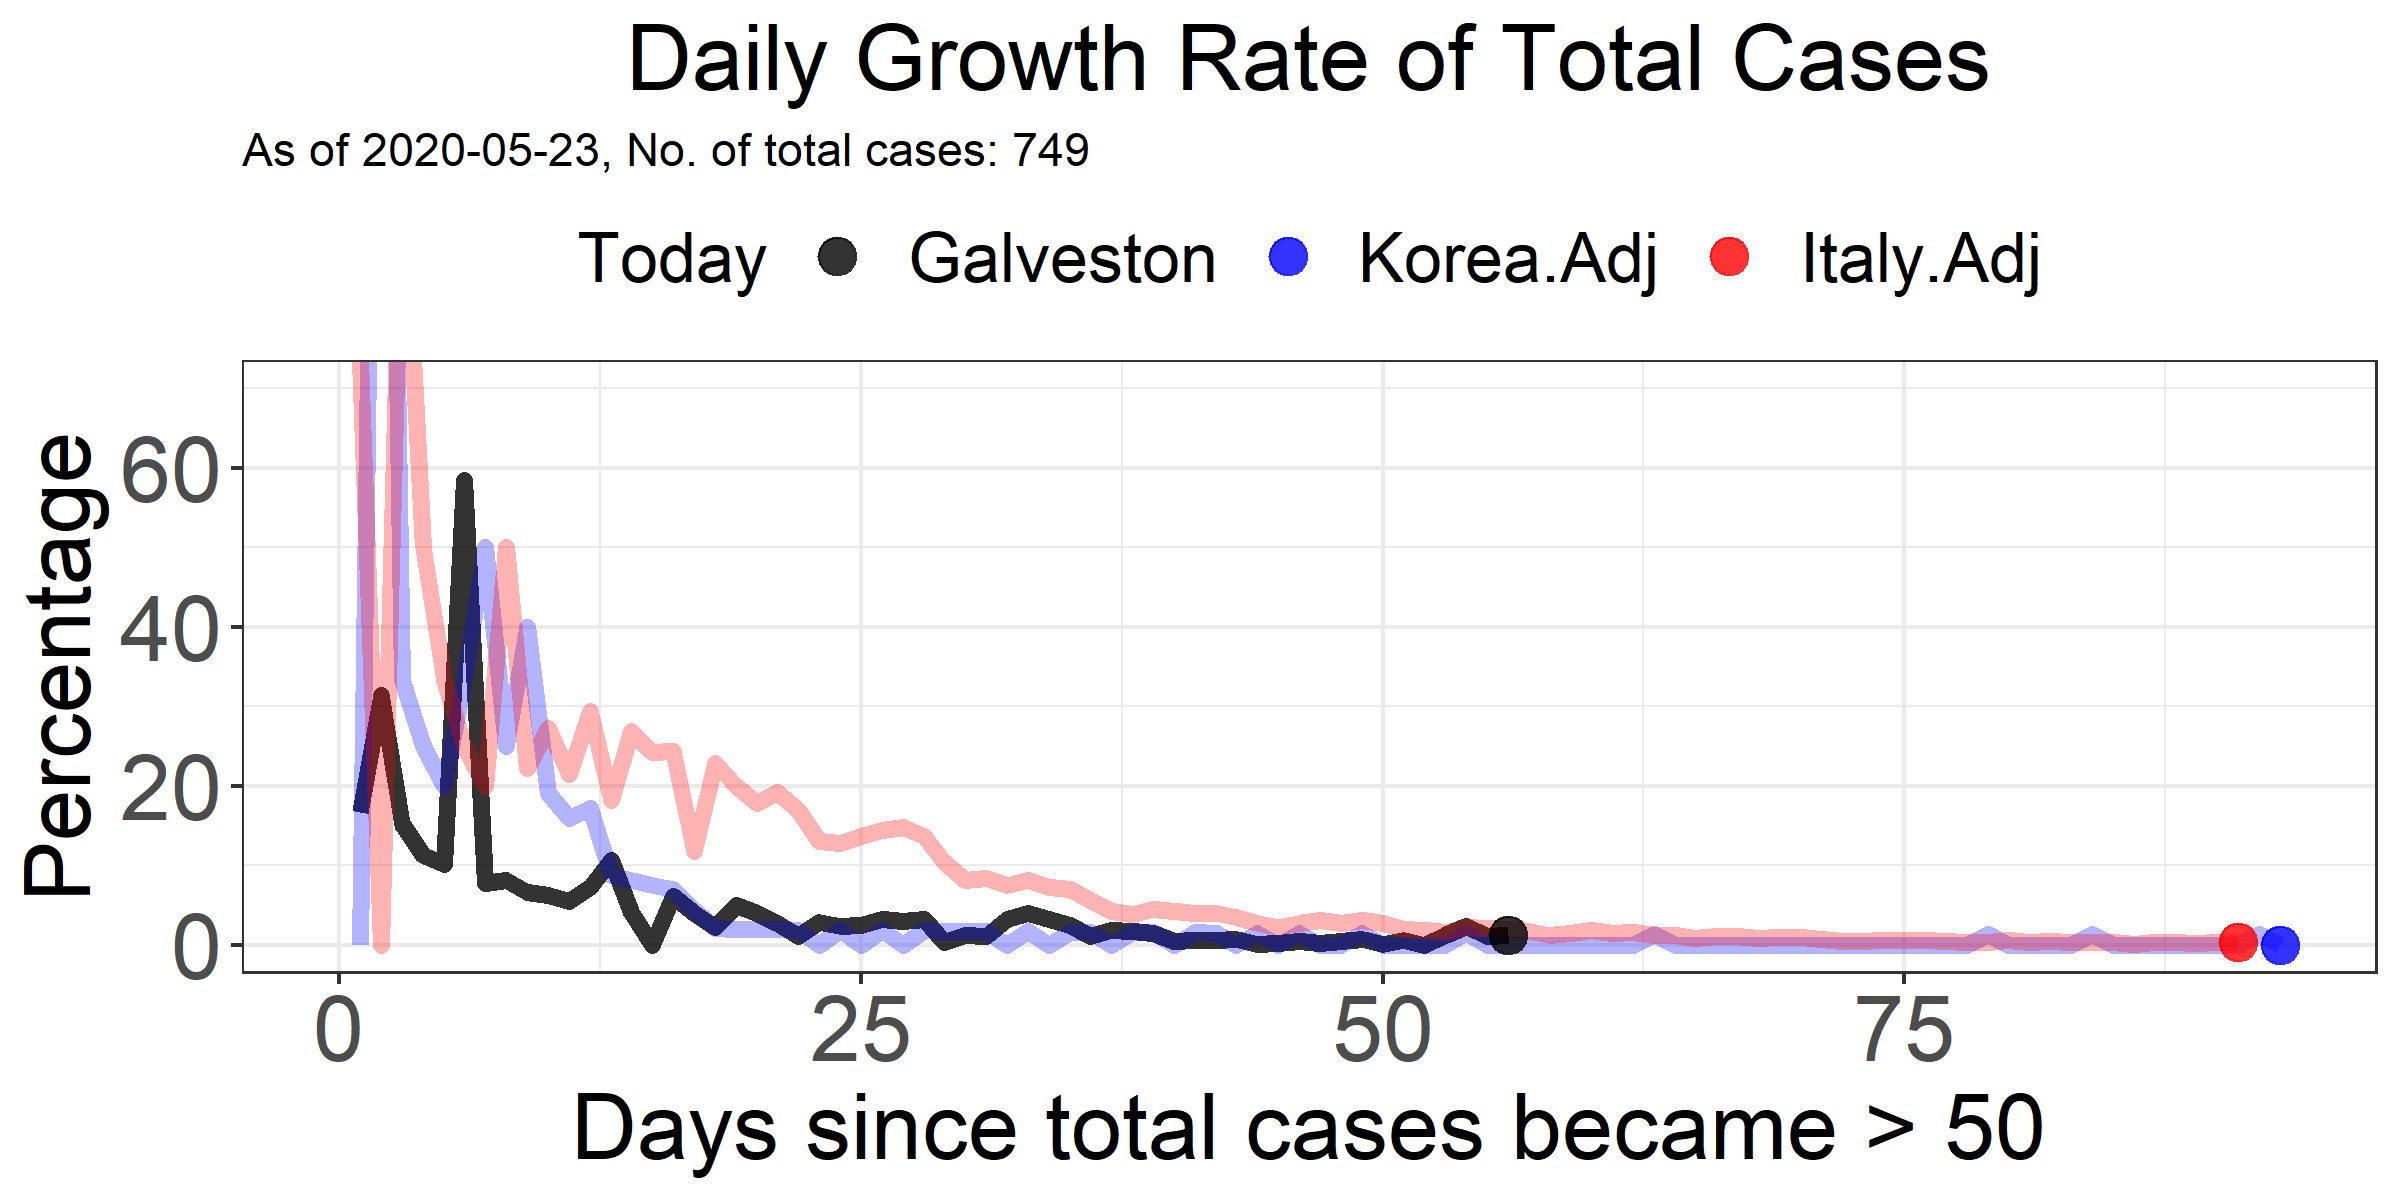 Daily Growth Rate of Total Cases
As of 2020-05-23, No. of total cases: 749
Today Galveston Korea.Adj Italy.Adj
Percentage
60
40
20
0
0 25 50 75
Days since total cases became > 50